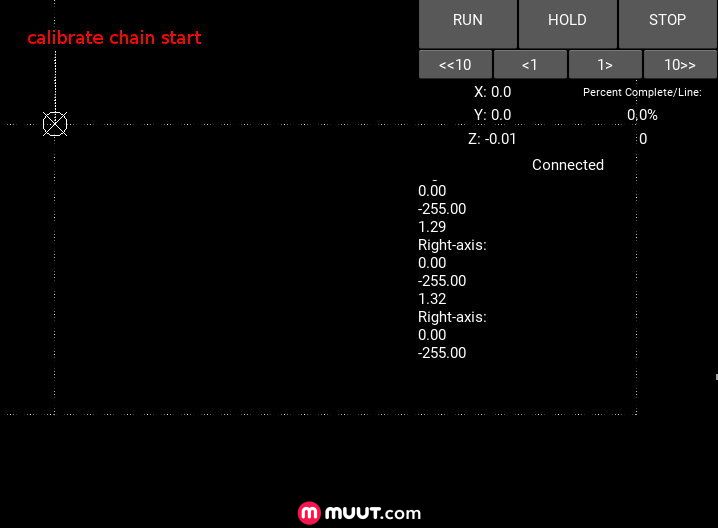 RUN HOLD STOP
calibrate chain start
<<10 <1 1> 10>>
X: 0.0 Percent Complete/Line:
Y: 0.0 0.0%
Z: -0.01 0
Connected
0.00
-255.00
1.29
Right-axis:
0.00
-255.00
1.32
Right-axis:
0.00
-255.00
muut.com